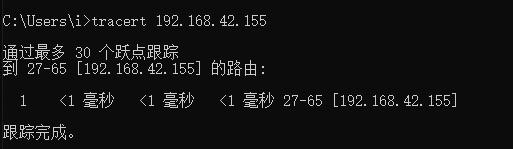 C:\Users\i>tracert 192.168.42.155
通过最多 30 个跃点跟踪
到 27-65 [192.168.42.155] 的路由:
1 <1 毫秒 <1 毫秒 <1 毫秒 27-65 [192.168.42.155]
跟踪完成。